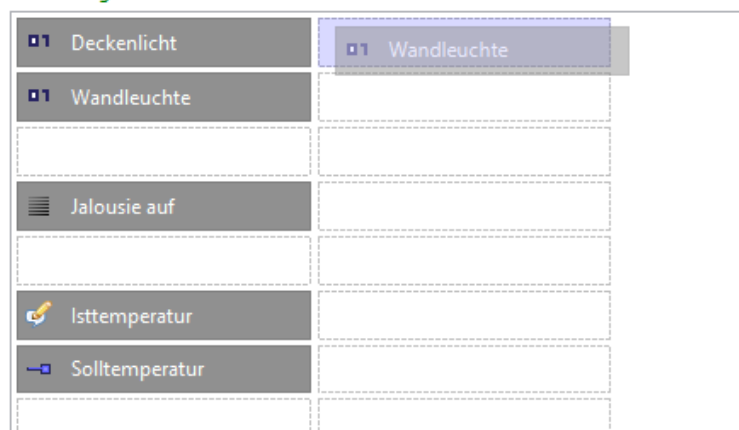 Deckenlicht
Wandleuchte
Wandleuchte
Jalousie auf
Isttemperatur
Solltemperatur